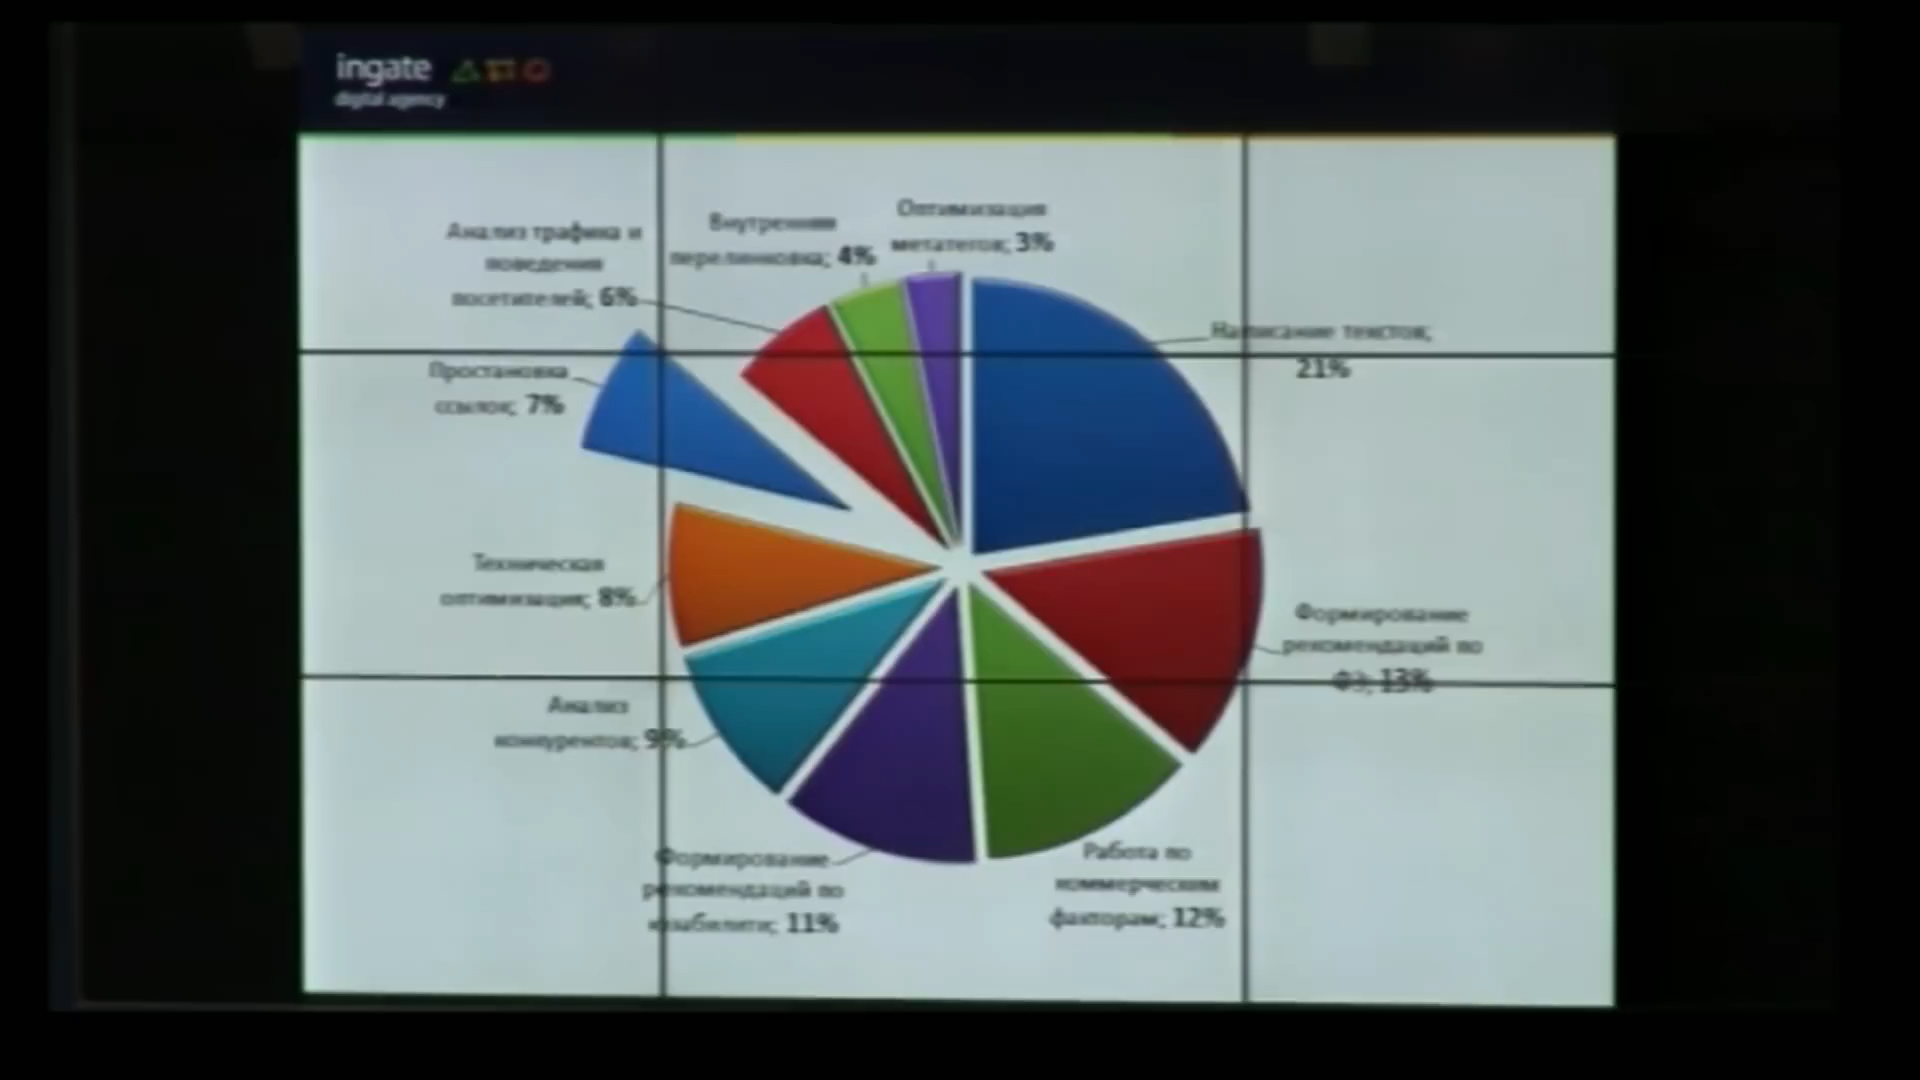 ingate
digital agency
Оптимизация
метатегов; 3%
Внутренняя
перелинковка; 4%
Анализ трафика и
поведения
посетителей; 6%
Написание текстов;
21%
Простановка
ссылок; 7%
Техническая
оптимизация; 8%
Формирование
рекомендаций по
ФЭ; 13%
Анализ
конкурентов; 9%
Формирование
рекомендаций по
юзабилити; 11%
Работа по
коммерческим
факторам; 12%